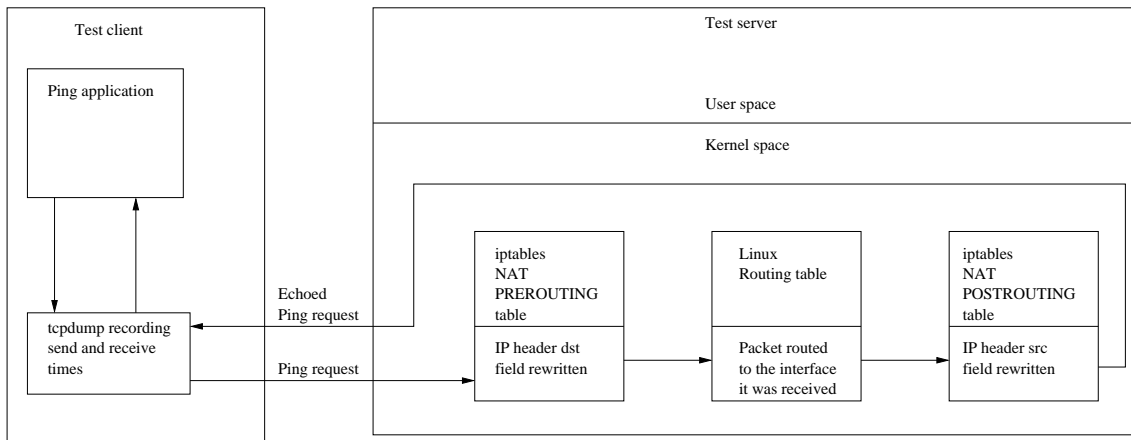 Test client
Ping application
tcpdump recording
send and receive
times
Echoed
Ping request
Ping request
Test server
User space
Kernel space
iptables
NAT
PREROUTING
table
IP header dst
field rewritten
Linux
Routing table
Packet routed
to the interface
it was received
iptables
NAT
POSTROUTING
table
IP header src
field rewritten